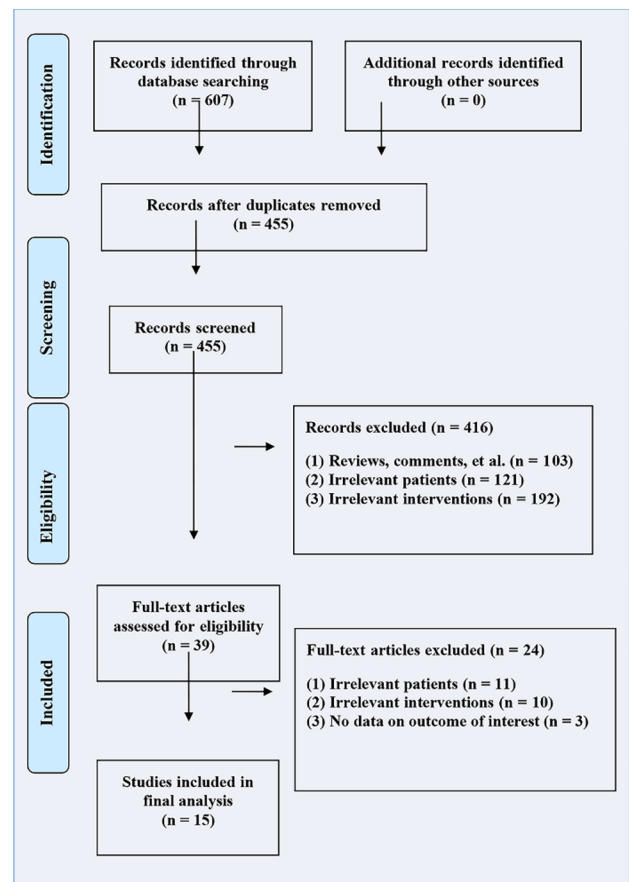 Identification
Records identified through
database searching
(n = 607)
Additional records identified
through other sources
(n = 0)
Records after duplicates removed
(n = 455)
Screening
Records screened
(n = 455)
Eligibility
Records excluded (n = 416)
(1) Reviews, comments, et al. (n = 103)
(2) Irrelevant patients (n = 121)
(3) Irrelevant interventions (n = 192)
Full-text articles
assessed for eligibility
(n = 39)
Included
Full-text articles excluded (n = 24)
(1) Irrelevant patients (n = 11)
(2) Irrelevant interventions (n = 10)
(3) No data on outcome of interest (n = 3)
Studies included in
final analysis
(n = 15)